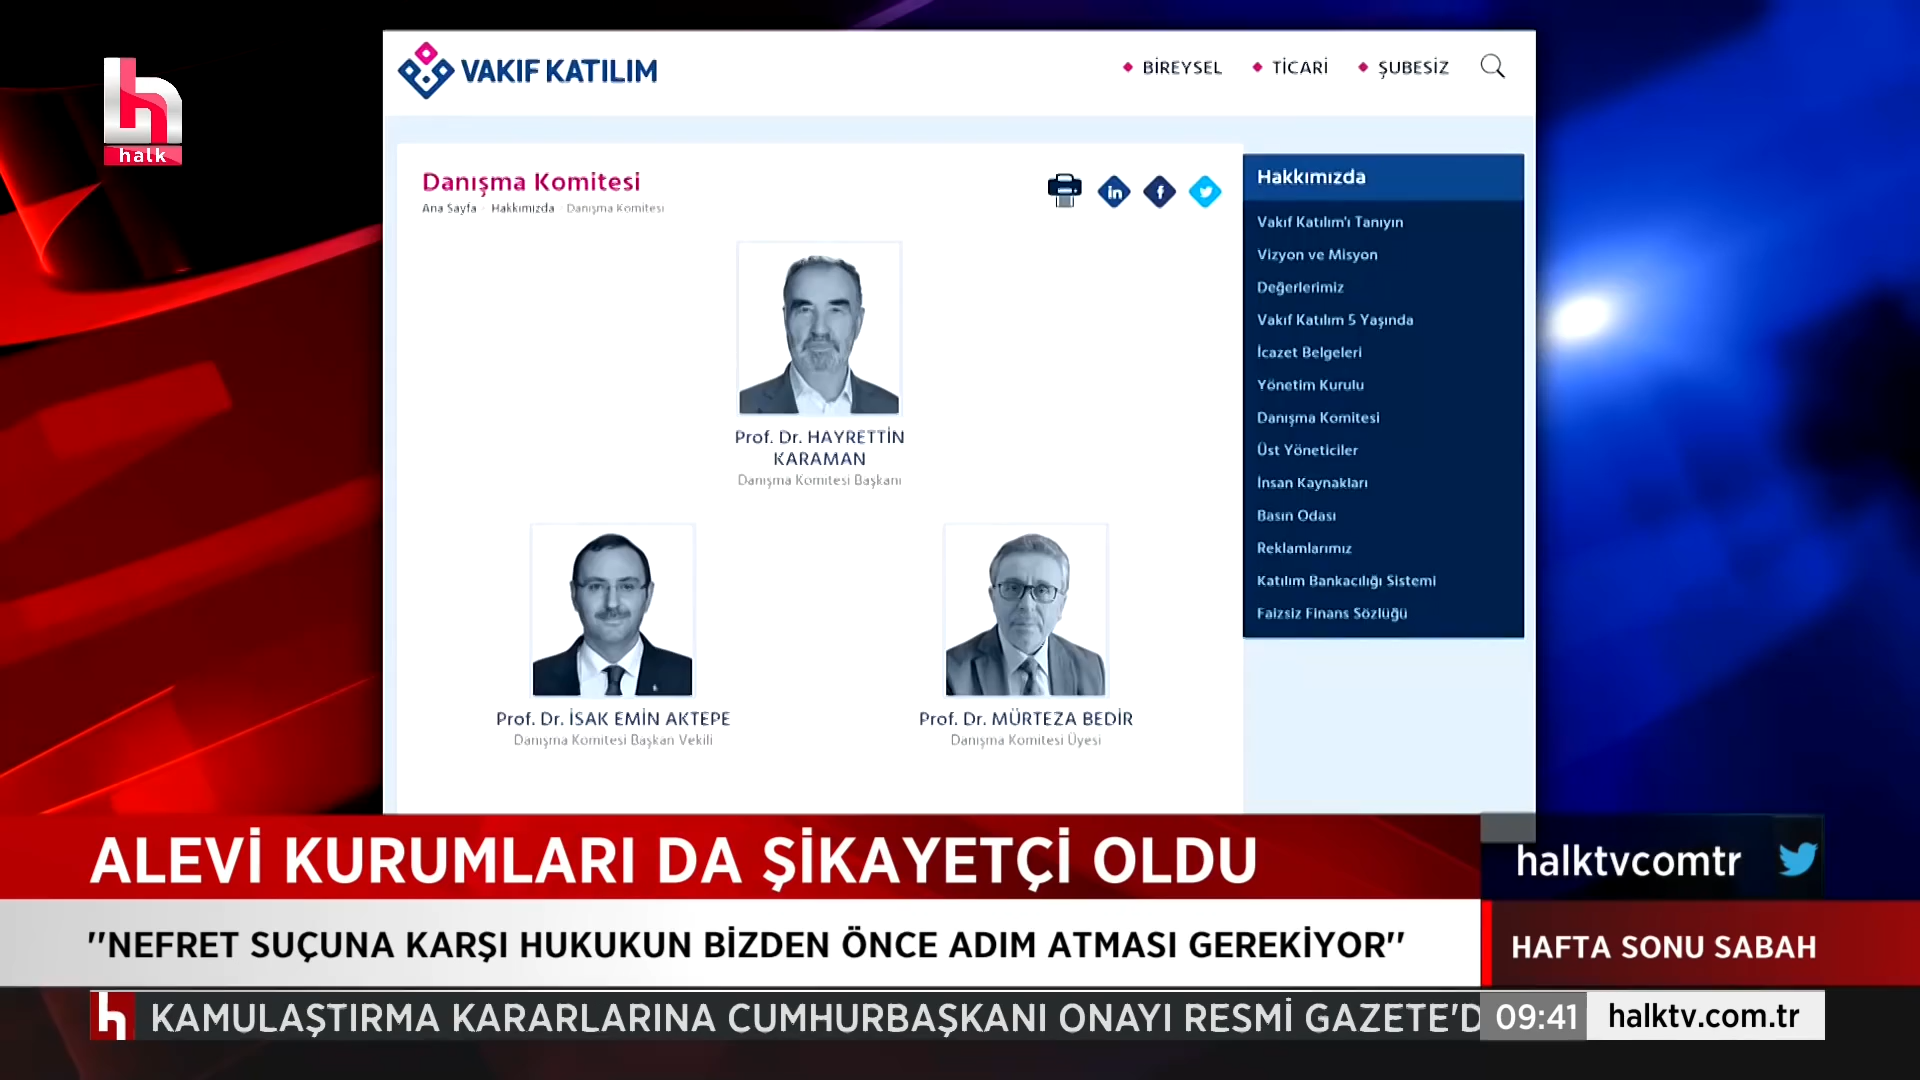 halk
VAKIF KATILIM
BİREYSEL
TİCARİ
ŞUBESİZ
Danışma Komitesi
Ana Sayfa Hakkımızda Danışma Komitesi
in
f
Prof. Dr. HAYRETTİN
KARAMAN
Danışma Komitesi Başkanı
Prof. Dr. İSAK EMİN AKTEPE
Danışma Komitesi Başkan Vekili
Prof. Dr. MÜRTEZA BEDİR
Danışma Komitesi Üyesi
Hakkımızda
Vakıf Katılım'ı Tanıyın
Vizyon ve Misyon
Değerlerimiz
Vakıf Katılım 5 Yaşında
İcazet Belgeleri
Yönetim Kurulu
Danışma Komitesi
Üst Yöneticiler
İnsan Kaynakları
Basın Odası
Reklamlarımız
Katılım Bankacılığı Sistemi
Faizsiz Finans Sözlüğü
ALEVİ KURUMLARI DA ŞİKAYETÇİ OLDU
halktvcomtr
''NEFRET SUÇUNA KARŞI HUKUKUN BİZDEN ÖNCE ADIM ATMASI GEREKİYOR''
HAFTA SONU SABAH
h KAMULAŞTIRMA KARARLARINA CUMHURBAŞKANI ONAYI RESMİ GAZETE'D
09:41
halktv.com.tr